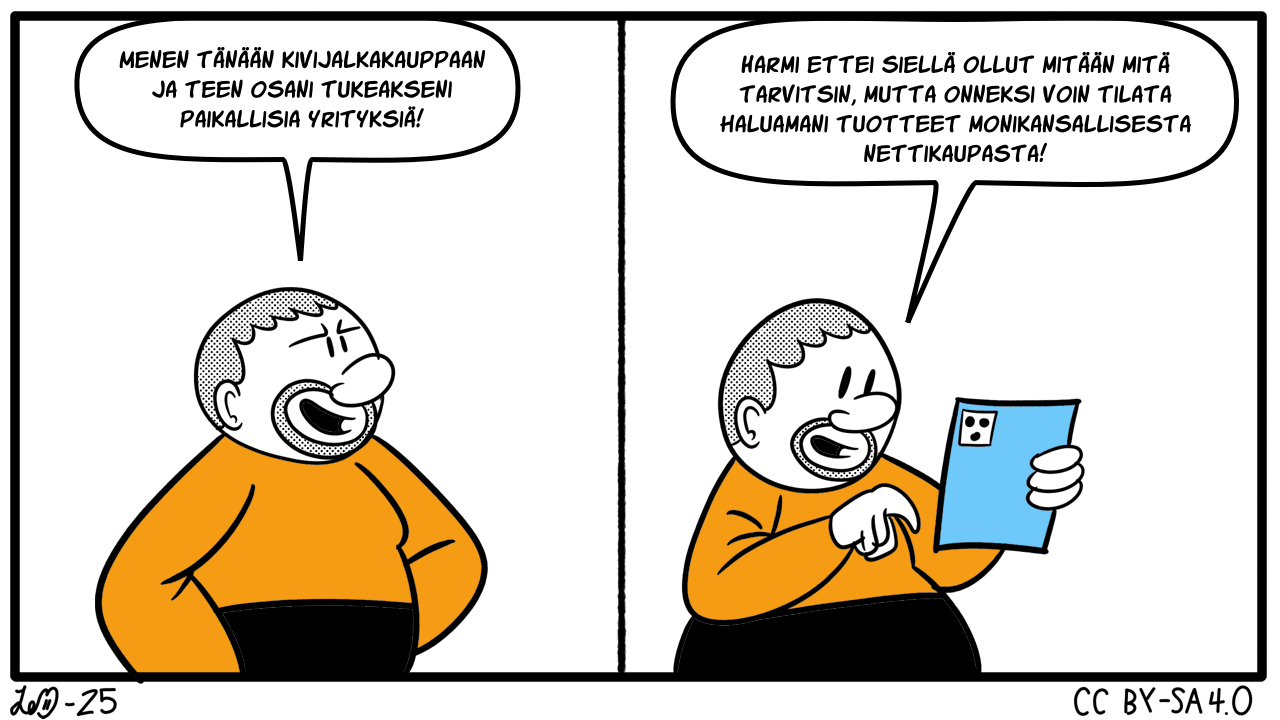 MENEN TÄNÄÄN KIVIJALKAKAUPPAAN
JA TEEN OSANI TUKEAKSENI
PAIKALLISIA YRITYKSIÄ!
HARMI ETTEI SIELLÄ OLLUT MITÄÄN MITÄ
TARVITSIN, MUTTA ONNEKSI VOIN TILATA
HALUAMANI TUOTTEET MONIKANSALLISESTA
NETTIKAUPASTA!
-25
CC BY-SA 4.0